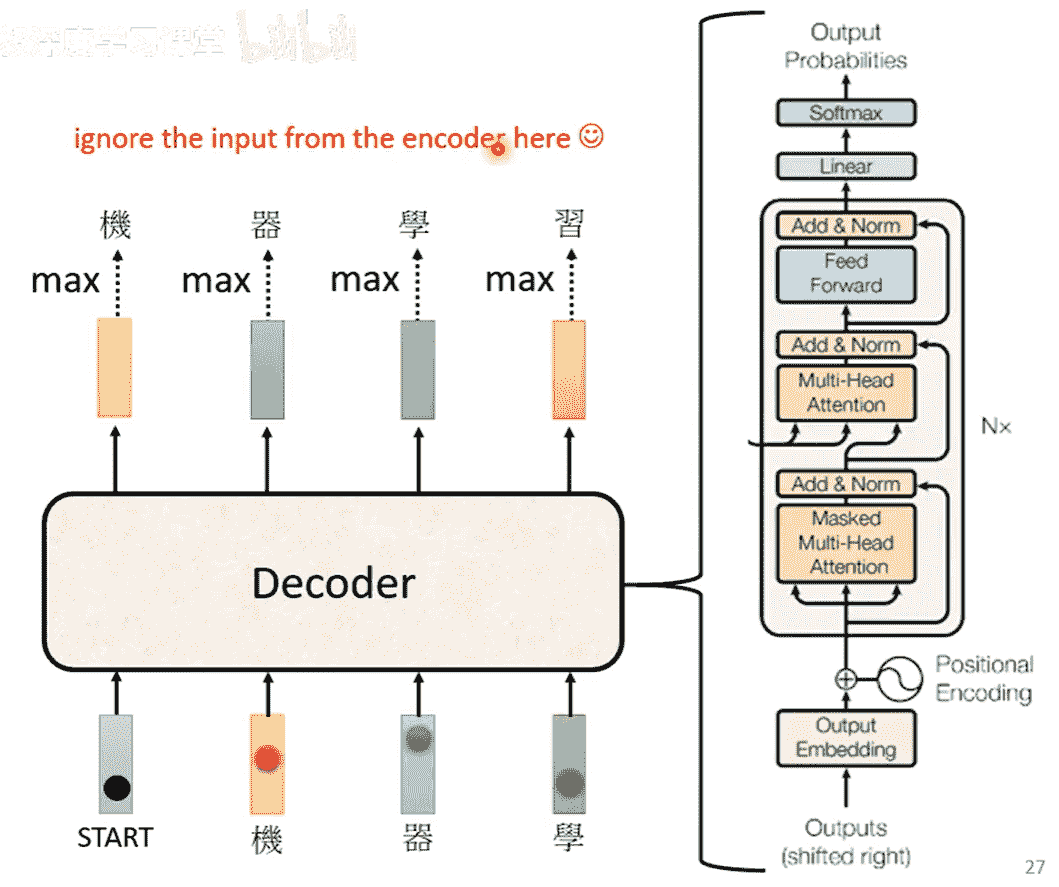 ignore the input from the encoder here ☺
機 器 學 習
max max max max
Decoder
START 機 器 學
Output
Probabilities
Softmax
Linear
Add & Norm
Feed
Forward
Add & Norm
Multi-Head
Attention
N×
Add & Norm
Masked
Multi-Head
Attention
Positional
Encoding
Output
Embedding
Outputs
(shifted right)
27